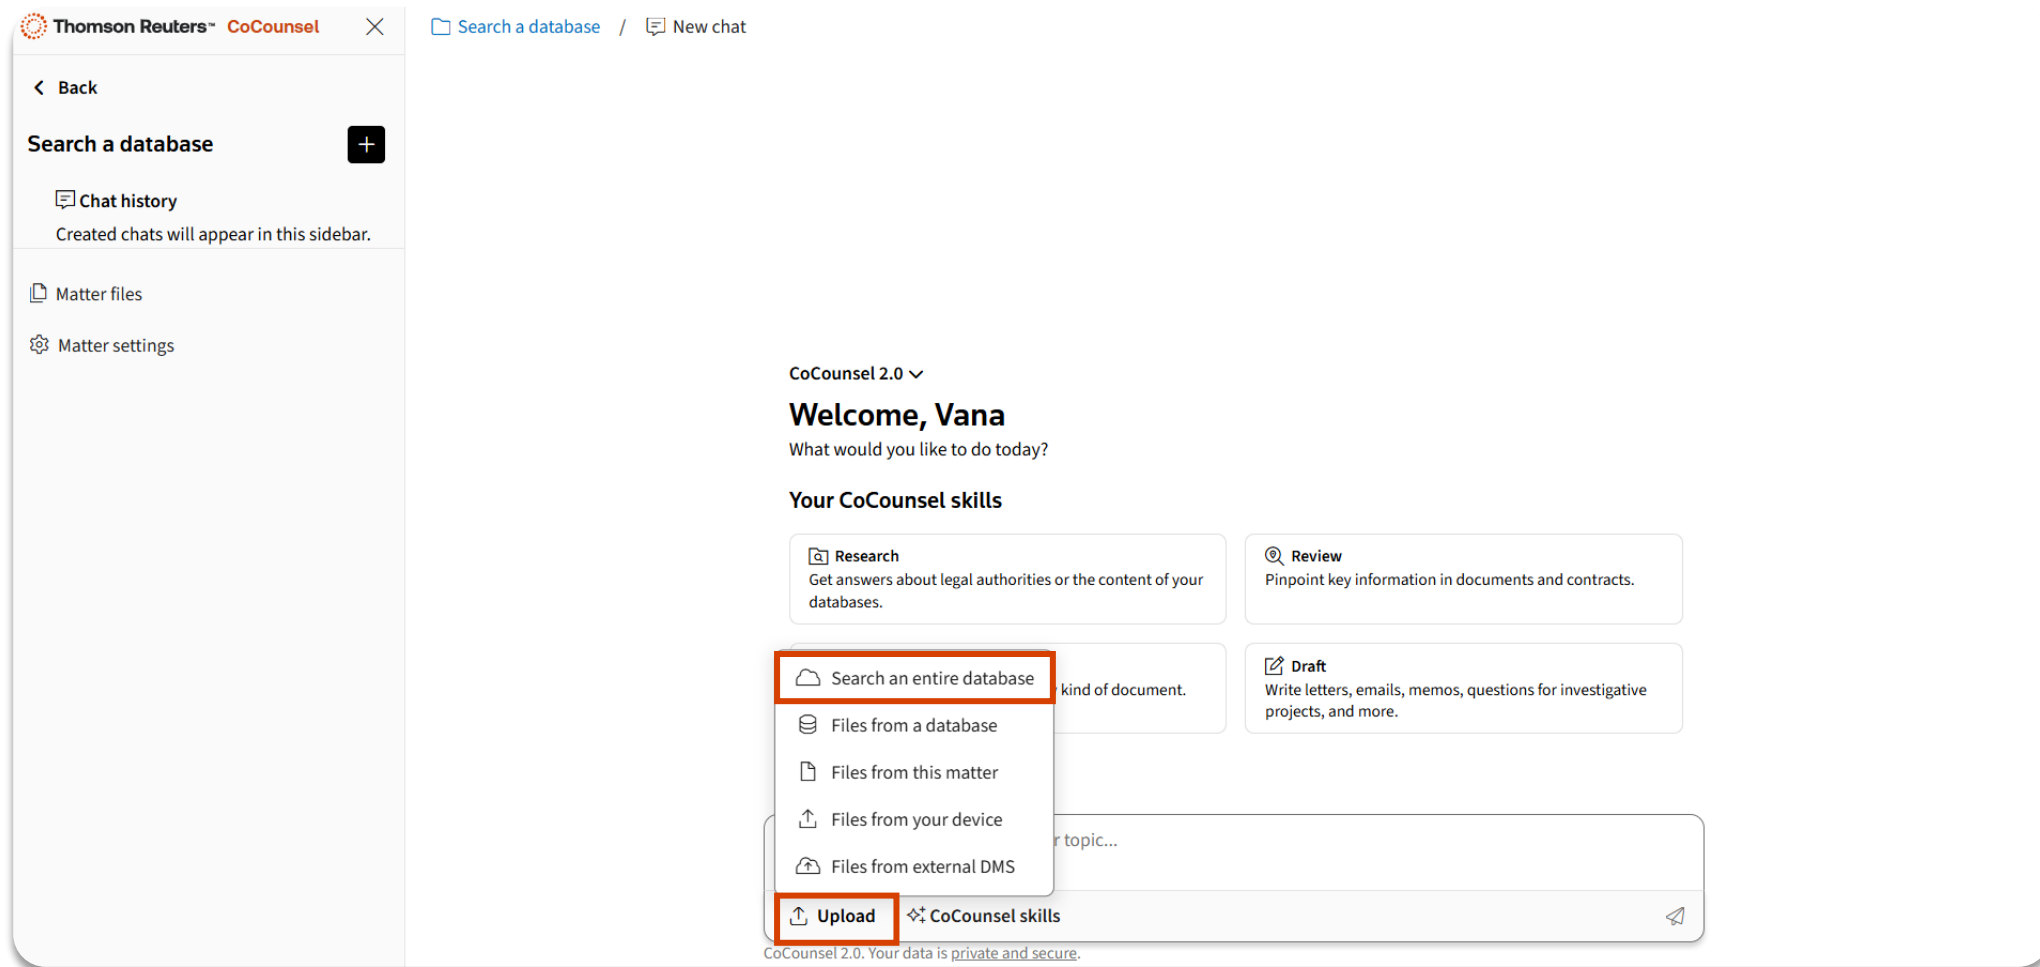 Thomson Reuters™ CoCounsel
Search a database / New chat
Back
Search a database
Chat history
Created chats will appear in this sidebar.
Matter files
Matter settings
CoCounsel 2.0
Welcome, Vana
What would you like to do today?
Your CoCounsel skills
Research
Get answers about legal authorities or the content of your
databases.
Review
Pinpoint key information in documents and contracts.
kind of document.
Draft
Write letters, emails, memos, questions for investigative
projects, and more.
Search an entire database
Files from a database
Files from this matter
Files from your device
Files from external DMS
topic...
Upload
CoCounsel skills
CoCounsel 2.0. Your data is private and secure.